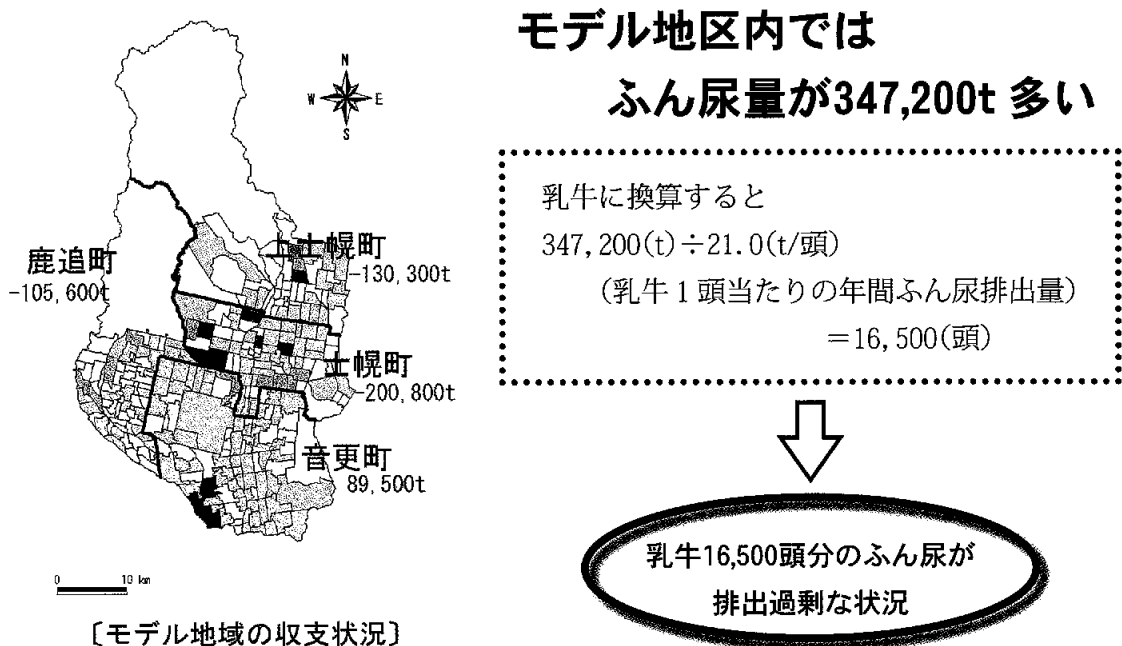 モデル地区内では
ふん尿量が347,200t 多い
N
W
E
S
鹿追町
-105,600t
上士幌町
-130,300t
士幌町
-200,800t
音更町
89,500t
0
10 km
〔モデル地域の収支状況〕
乳牛に換算すると
347,200(t)÷21.0(t/頭)
(乳牛1頭当たりの年間ふん尿排出量)
＝16,500(頭)
乳牛16,500頭分のふん尿が
排出過剰な状況